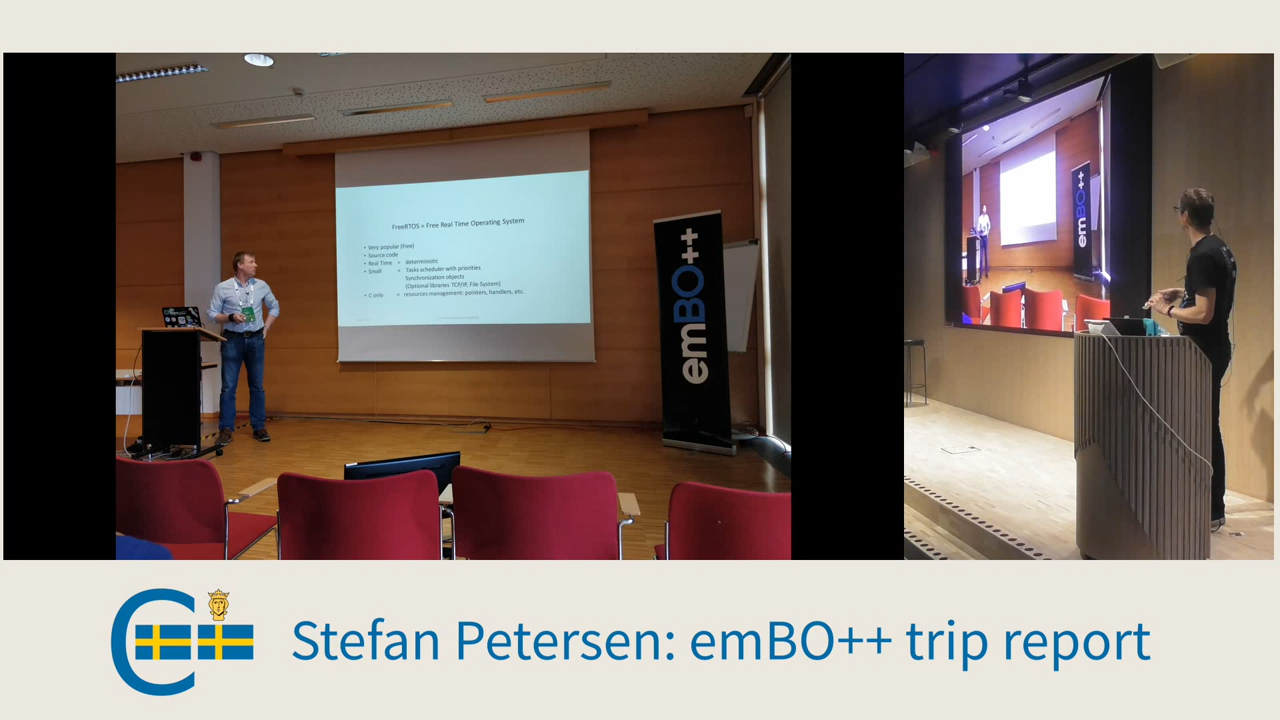 FreeRTOS = Free Real Time Operating System
• Very popular (free)
• Source code
• Real Time = deterministic
• Small = Tasks scheduler with priorities
Synchronization objects
(Optional libraries TCP/IP, File System)
• C only = resources management: pointers, handlers, etc.
emBO++
emBO++
Stefan Petersen: emBO++ trip report